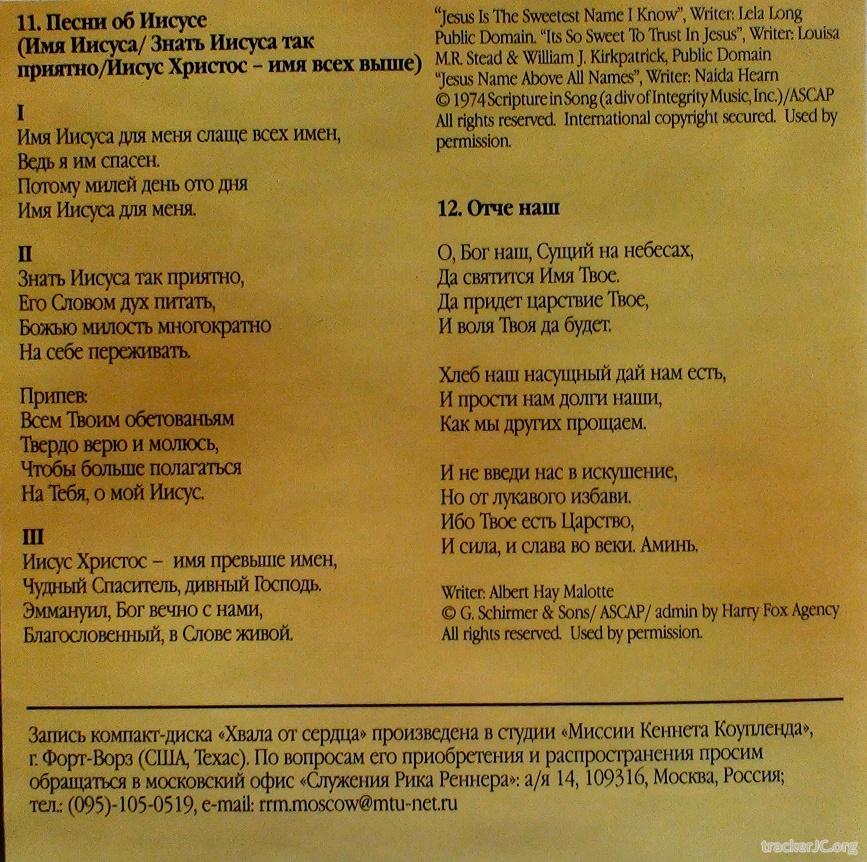 11. Песни об Иисусе
(Имя Иисуса/ Знать Иисуса так
приятно/Иисус Христос – имя всех выше)
I
Имя Иисуса для меня слаще всех имен,
Ведь я им спасен.
Потому милей день ото дня
Имя Иисуса для меня.
II
Знать Иисуса так приятно,
Его Словом дух питать,
Божью милость многократно
На себе переживать.
Припев:
Всем Твоим обетованьям
Твердо верю и молюсь,
Чтобы больше полагаться
На Тебя, о мой Иисус.
III
Иисус Христос – имя превыше имен,
Чудный Спаситель, дивный Господь.
Эммануил, Бог вечно с нами,
Благословенный, в Слове живой.
“Jesus Is The Sweetest Name I Know”, Writer: Lela Long
Public Domain. “Its So Sweet To Trust In Jesus”, Writer: Louisa
M.R. Stead & William J. Kirkpatrick, Public Domain
“Jesus Name Above All Names”, Writer: Naida Hearn
© 1974 Scripture in Song (a div of Integrity Music, Inc.)/ASCAP
All rights reserved. International copyright secured. Used by
permission.
12. Отче наш
О, Бог наш, Сущий на небесах,
Да святится Имя Твое.
Да придет царствие Твое,
И воля Твоя да будет.
Хлеб наш насущный дай нам есть,
И прости нам долги наши,
Как мы других прощаем.
И не введи нас в искушение,
Но от лукавого избави.
Ибо Твое есть Царство,
И сила, и слава во веки. Аминь.
Writer: Albert Hay Malotte
© G. Schirmer & Sons/ ASCAP/ admin by Harry Fox Agency
All rights reserved. Used by permission.
Запись компакт-диска «Хвала от сердца» произведена в студии «Миссии Кеннета Коупленда»,
г. Форт-Ворз (США, Техас). По вопросам его приобретения и распространения просим
обращаться в московский офис «Служения Рика Реннера»: а/я 14, 109316, Москва, Россия;
тел.: (095)-105-0519, e-mail: rrm.moscow@mtu-net.ru
trackerJC.org